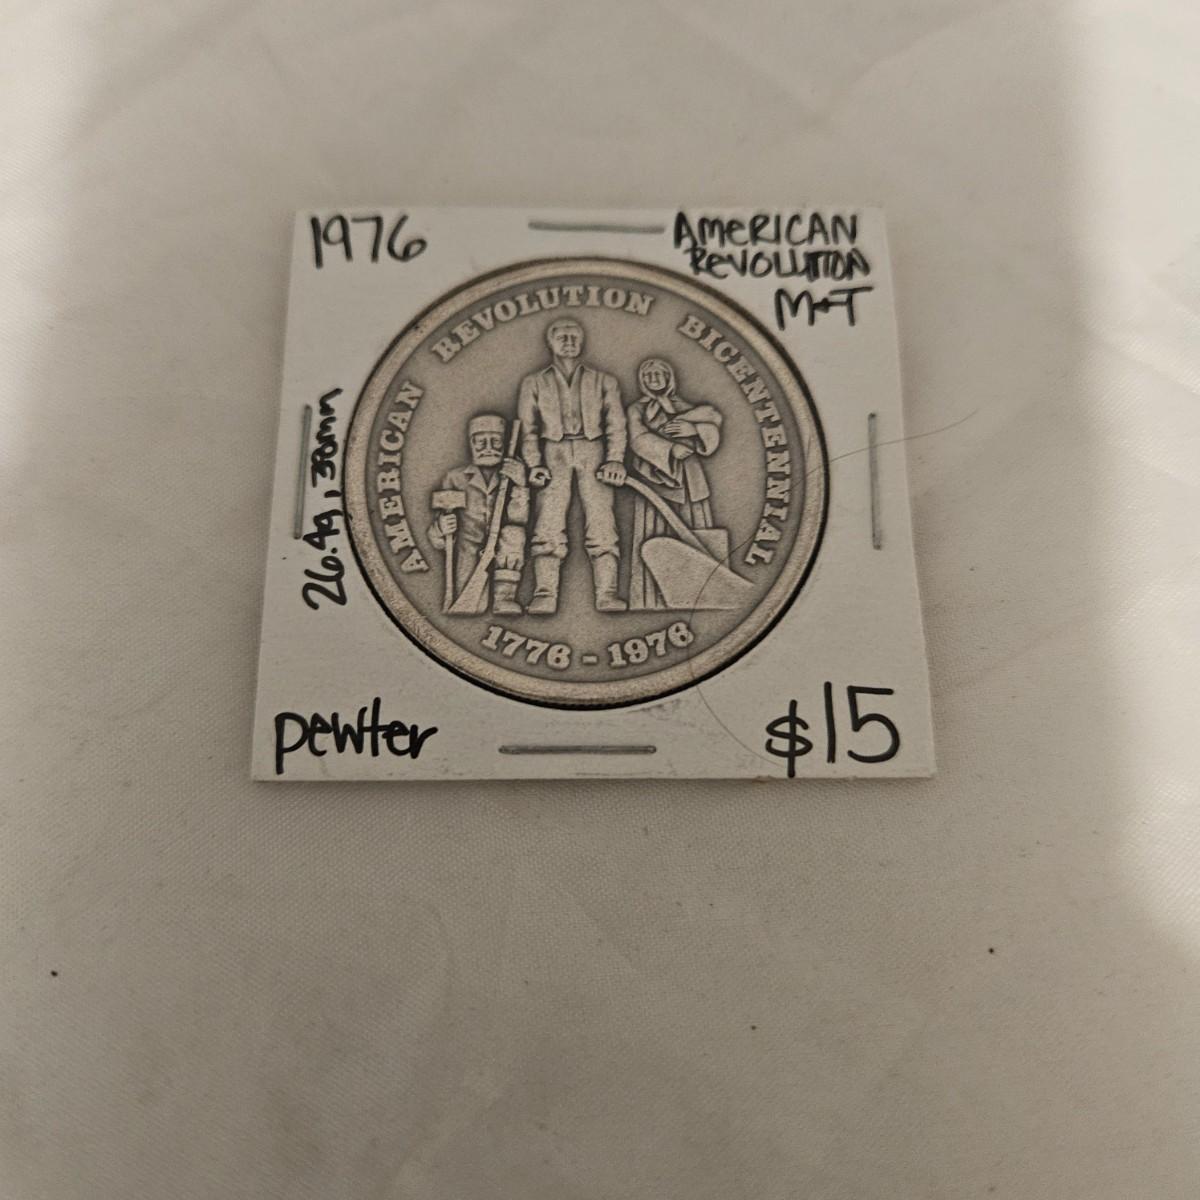 1976
AMERICAN
REVOLUTION
M+T
26.4g, 38mm
AMERICAN REVOLUTION BICENTENNIAL
1776-1976
pewter
$15